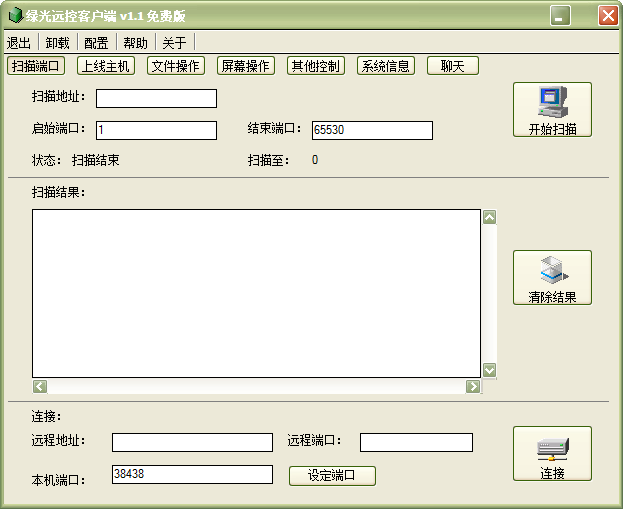 绿光远控客户端 v1.1 免费版
退出 卸载 配置 帮助 关于
扫描端口 上线主机 文件操作 屏幕操作 其他控制 系统信息 聊天
扫描地址：
启始端口： 1 结束端口： 65530
开始扫描
状态： 扫描结束 扫描至： 0
扫描结果：
清除结果
连接：
远程地址： 远程端口：
本机端口： 38438 设定端口
连接